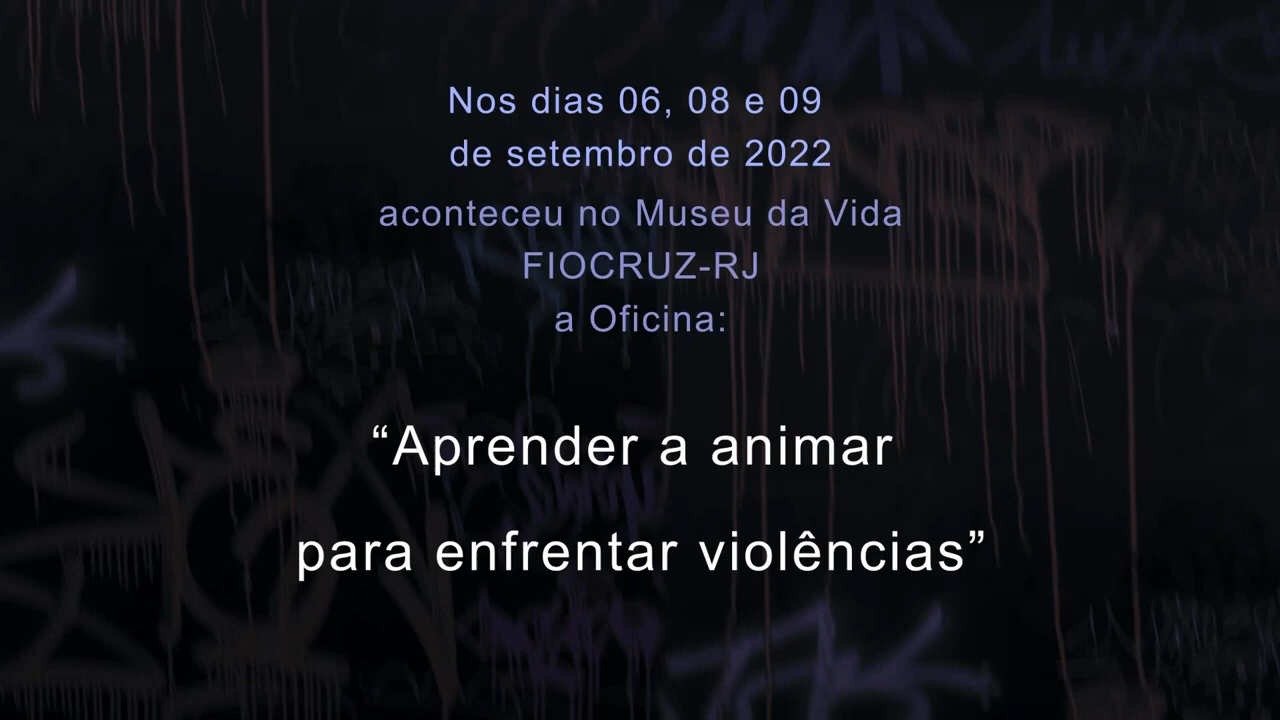 Nos dias 06, 08 e 09
de setembro de 2022
aconteceu no Museu da Vida
FIOCRUZ-RJ
a Oficina:
“Aprender a animar
para enfrentar violências”